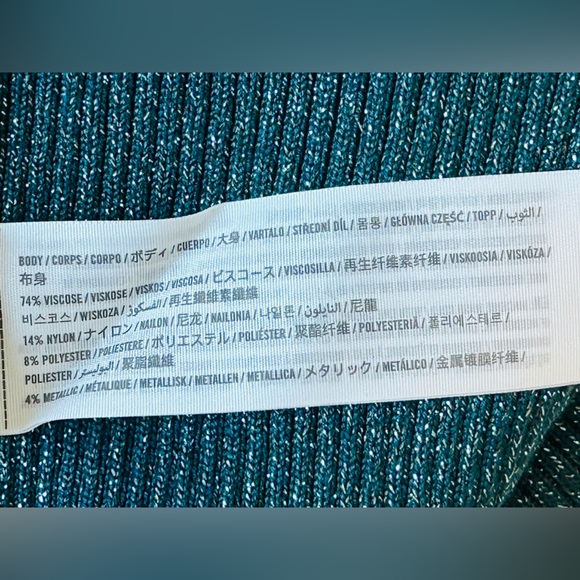 BODY / CORPS / CORPO / ボディ / CUERPO / 大身 / VARTALO / STŘEDNÍ DÍL / 몸통 / GŁÓWNA CZĘŚĆ / TOPP / الثوب /
布身
74% VISCOSE / VISKOSE / VISKOS / VISCOSA / ビスコース / VISCOSILLA / 再生纤维素纤维 / VISKOOSIA / VISKÓZA /
비스코스 / WISKOZA / الفسكوز / 再生纖維素纖維
14% NYLON / ナイロン / NAILON / 尼龙 / NAILONIA / 나일론 / النايلون / 尼龍
8% POLYESTER / POLIESTERE / ポリエステル / POLIÉSTER / 聚酯纤维 / POLYESTERIÄ / 폴리에스테르 /
POLIESTER / البوليستر / 聚脂纖維
4% METALLIC / MÉTALIQUE / METALLISK / METALLEN / METALLICA / メタリック / METÁLICO / 金属镀膜纤维 /